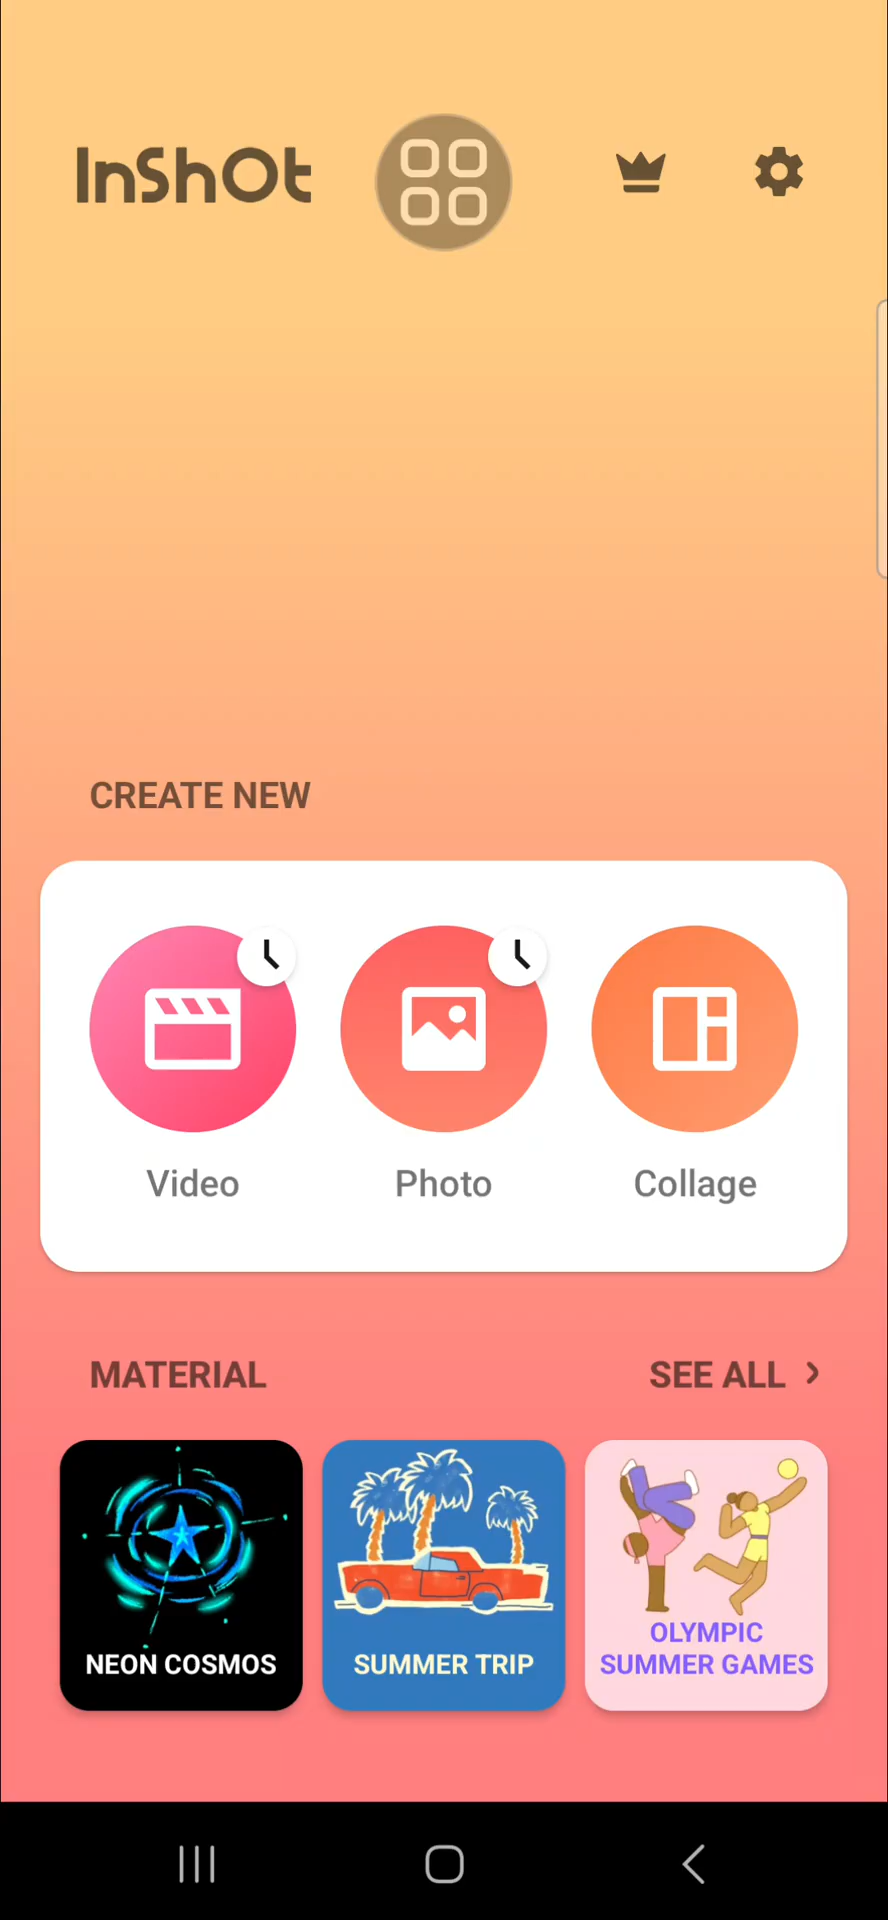 InShOt
CREATE NEW
Video
Photo
Collage
MATERIAL
SEE ALL
NEON COSMOS
SUMMER TRIP
OLYMPIC
SUMMER GAMES